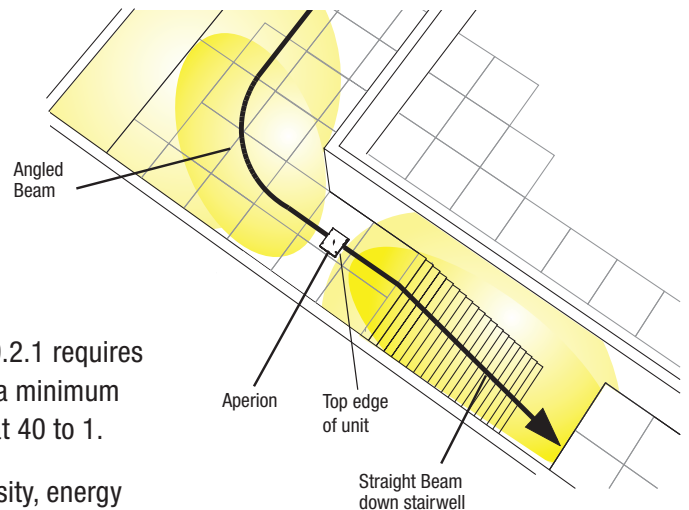 Angled
Beam
.2.1 requires
a minimum
at 40 to 1.
Aperion
Top edge
of unit
sity, energy
Straight Beam
down stairwell